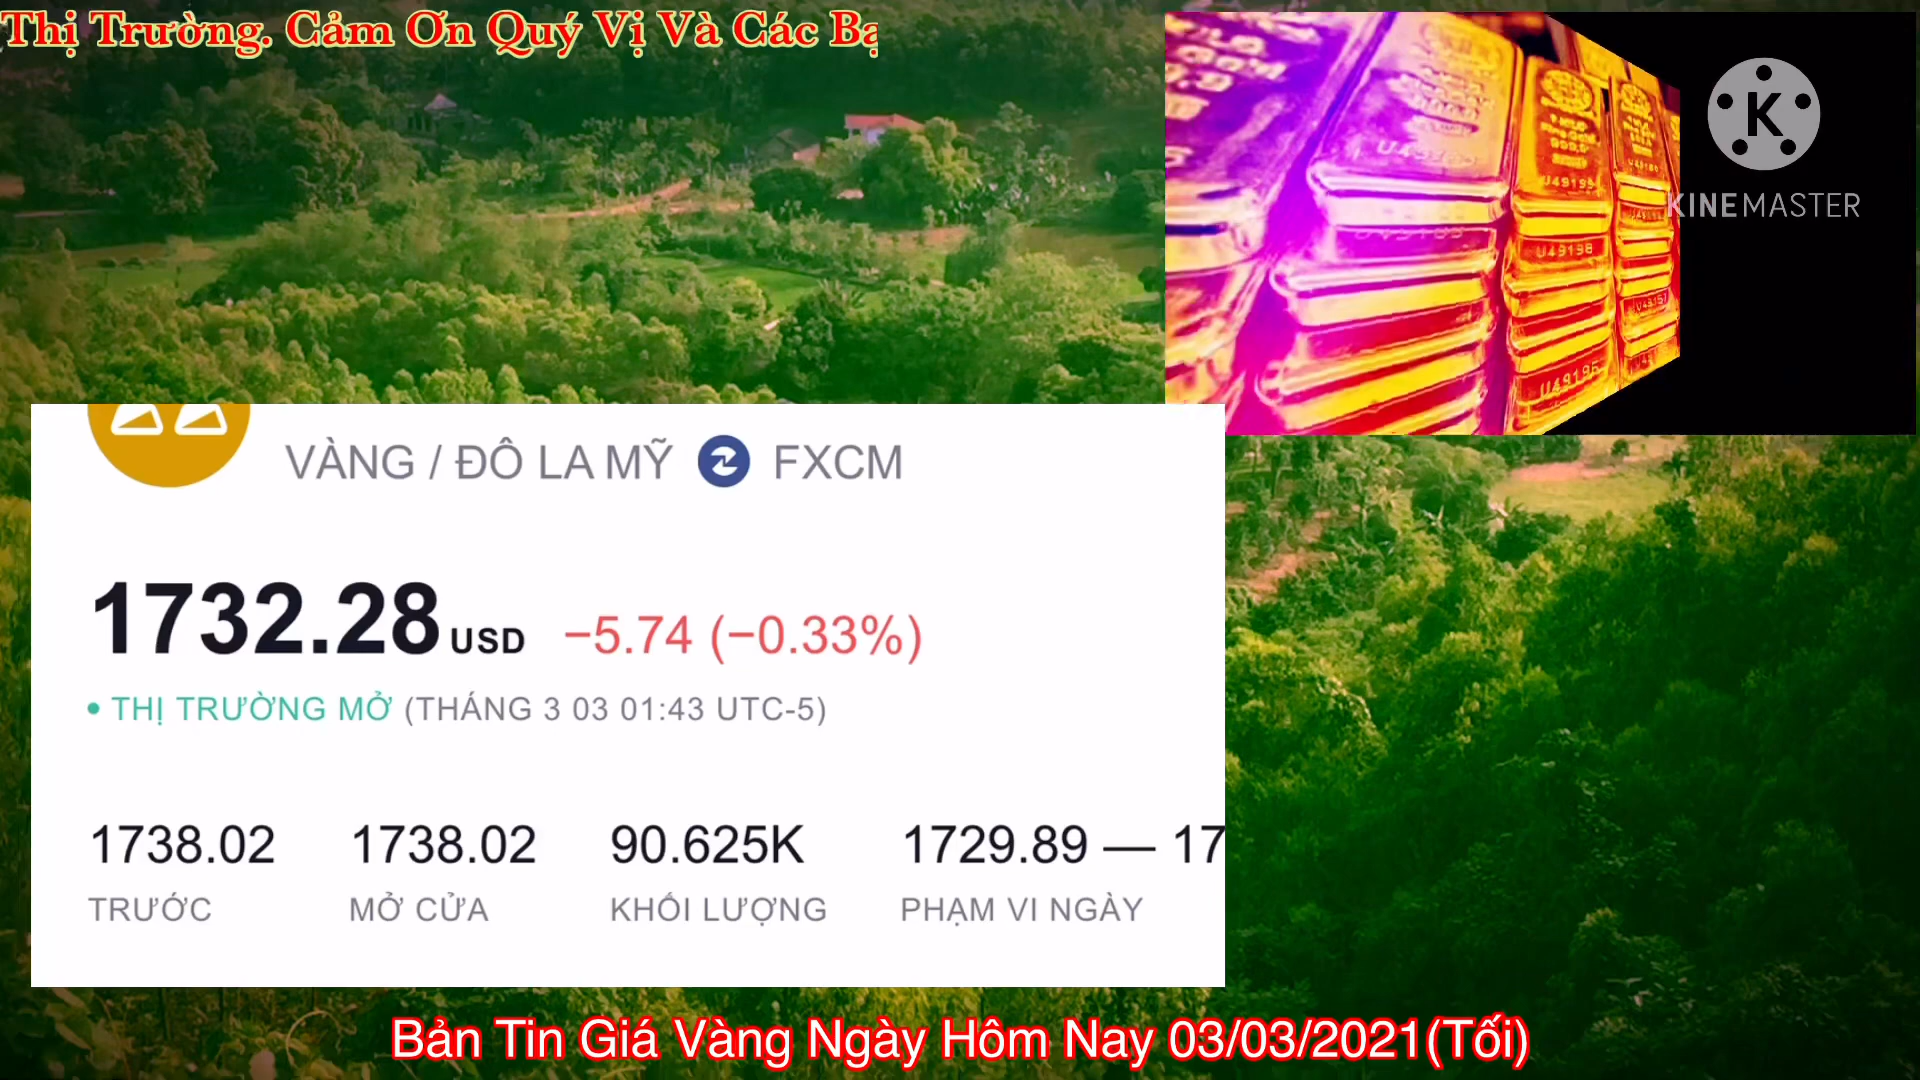 Thị Trường. Cảm Ơn Quý Vị Và Các
KINEMASTER
U49195
U49198
U49196
VÀNG / ĐÔ LA MỸ FXCM
1732.28 USD −5.74 (−0.33%)
• THỊ TRƯỜNG MỞ (THÁNG 3 03 01:43 UTC-5)
1738.02 1738.02 90.625K 1729.89 — 17
TRƯỚC MỞ CỬA KHỐI LƯỢNG PHẠM VI NGÀY
Bản Tin Giá Vàng Ngày Hôm Nay 03/03/2021(Tối)